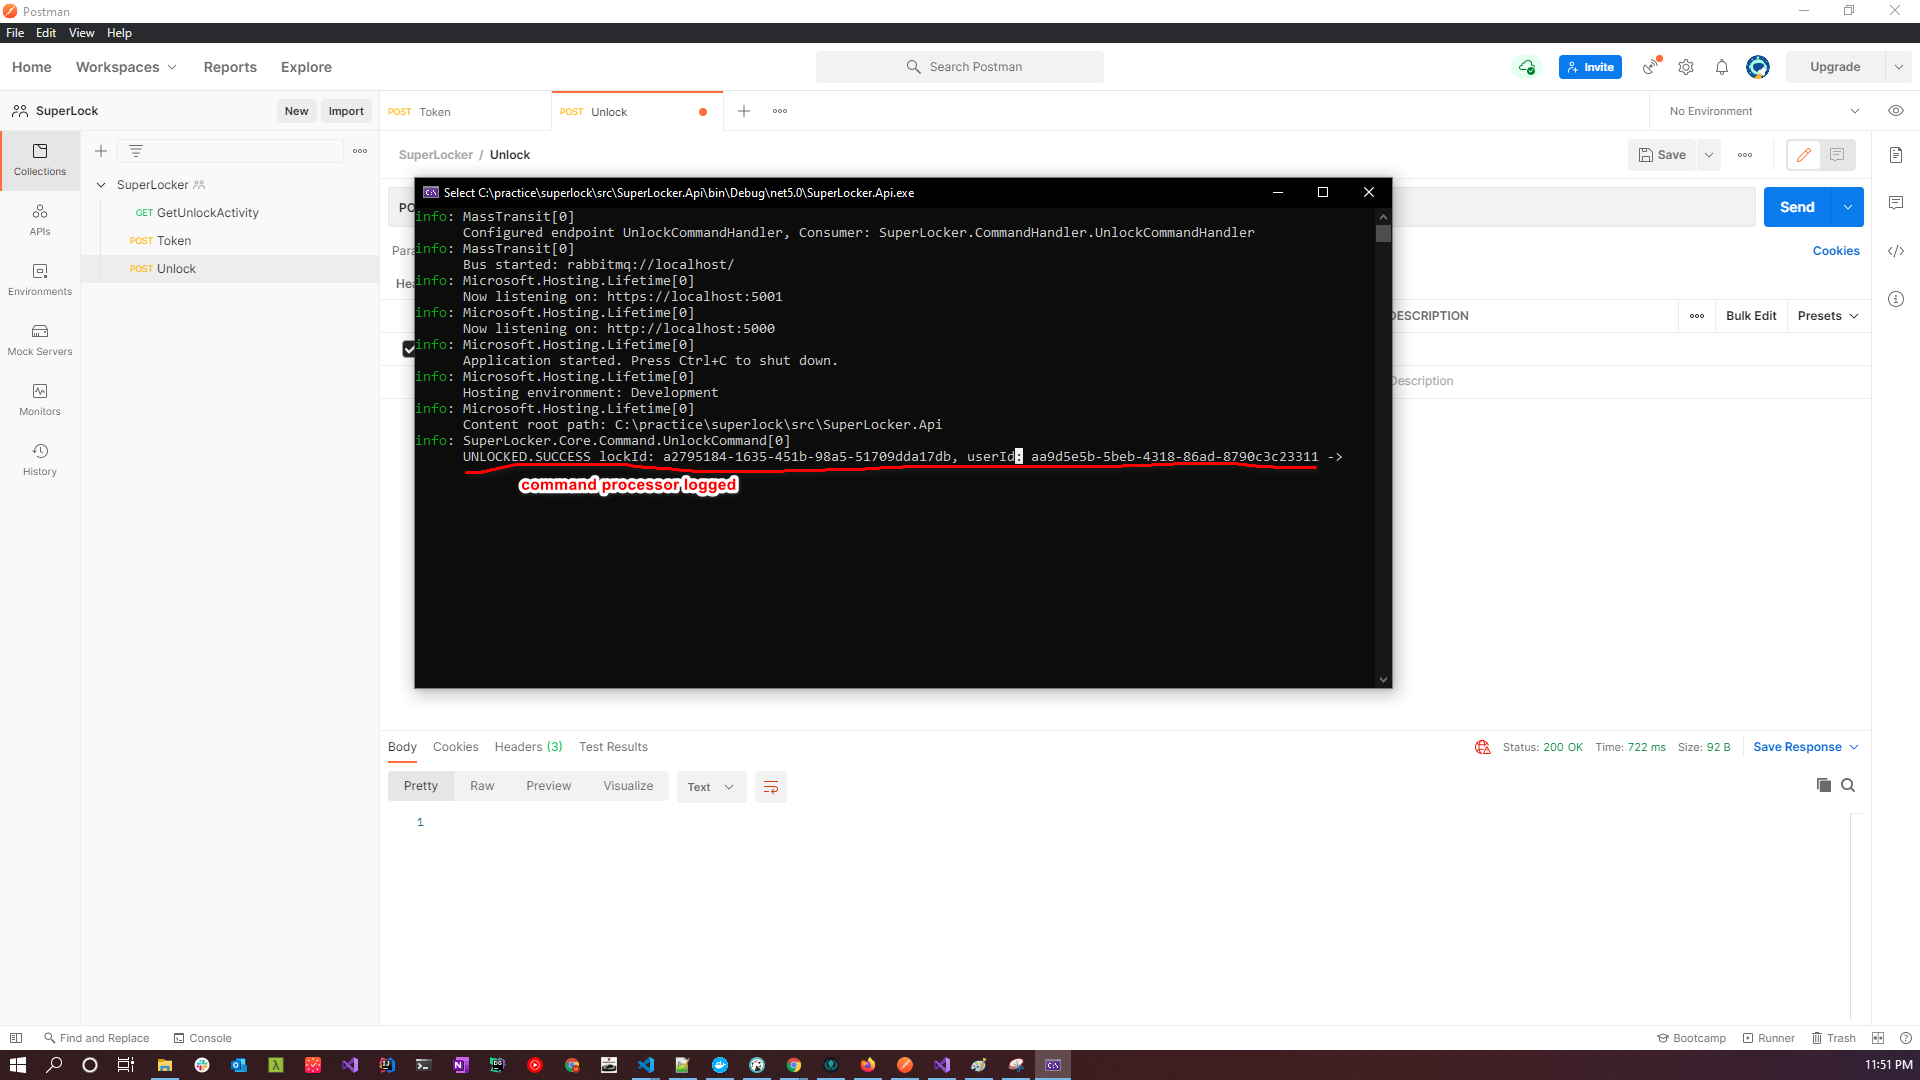 Postman
File Edit View Help
Home Workspaces Reports Explore
Search Postman
Invite
Upgrade
SuperLock
New
Import
POST Token
POST Unlock
No Environment
Collections
SuperLocker
GET GetUnlockActivity
POST Token
POST Unlock
APIs
Environments
Mock Servers
Monitors
History
SuperLocker / Unlock
Save
PO
Send
Para
Cookies
Hea
DESCRIPTION
Bulk Edit
Presets
Description
Select C:\practice\superlock\src\SuperLocker.Api\bin\Debug\net5.0\SuperLocker.Api.exe
info: MassTransit[0]
Configured endpoint UnlockCommandHandler, Consumer: SuperLocker.CommandHandler.UnlockCommandHandler
info: MassTransit[0]
Bus started: rabbitmq://localhost/
info: Microsoft.Hosting.Lifetime[0]
Now listening on: https://localhost:5001
info: Microsoft.Hosting.Lifetime[0]
Now listening on: http://localhost:5000
info: Microsoft.Hosting.Lifetime[0]
Application started. Press Ctrl+C to shut down.
info: Microsoft.Hosting.Lifetime[0]
Hosting environment: Development
info: Microsoft.Hosting.Lifetime[0]
Content root path: C:\practice\superlock\src\SuperLocker.Api
info: SuperLocker.Core.Command.UnlockCommand[0]
UNLOCKED.SUCCESS lockId: a2795184-1635-451b-98a5-51709dda17db, userId: aa9d5e5b-5beb-4318-86ad-8790c3c23311 ->
command processor logged
Body Cookies Headers (3) Test Results
Status: 200 OK Time: 722 ms Size: 92 B
Save Response
Pretty Raw Preview Visualize
Text
1
Find and Replace
Console
Bootcamp
Runner
Trash
11:51 PM